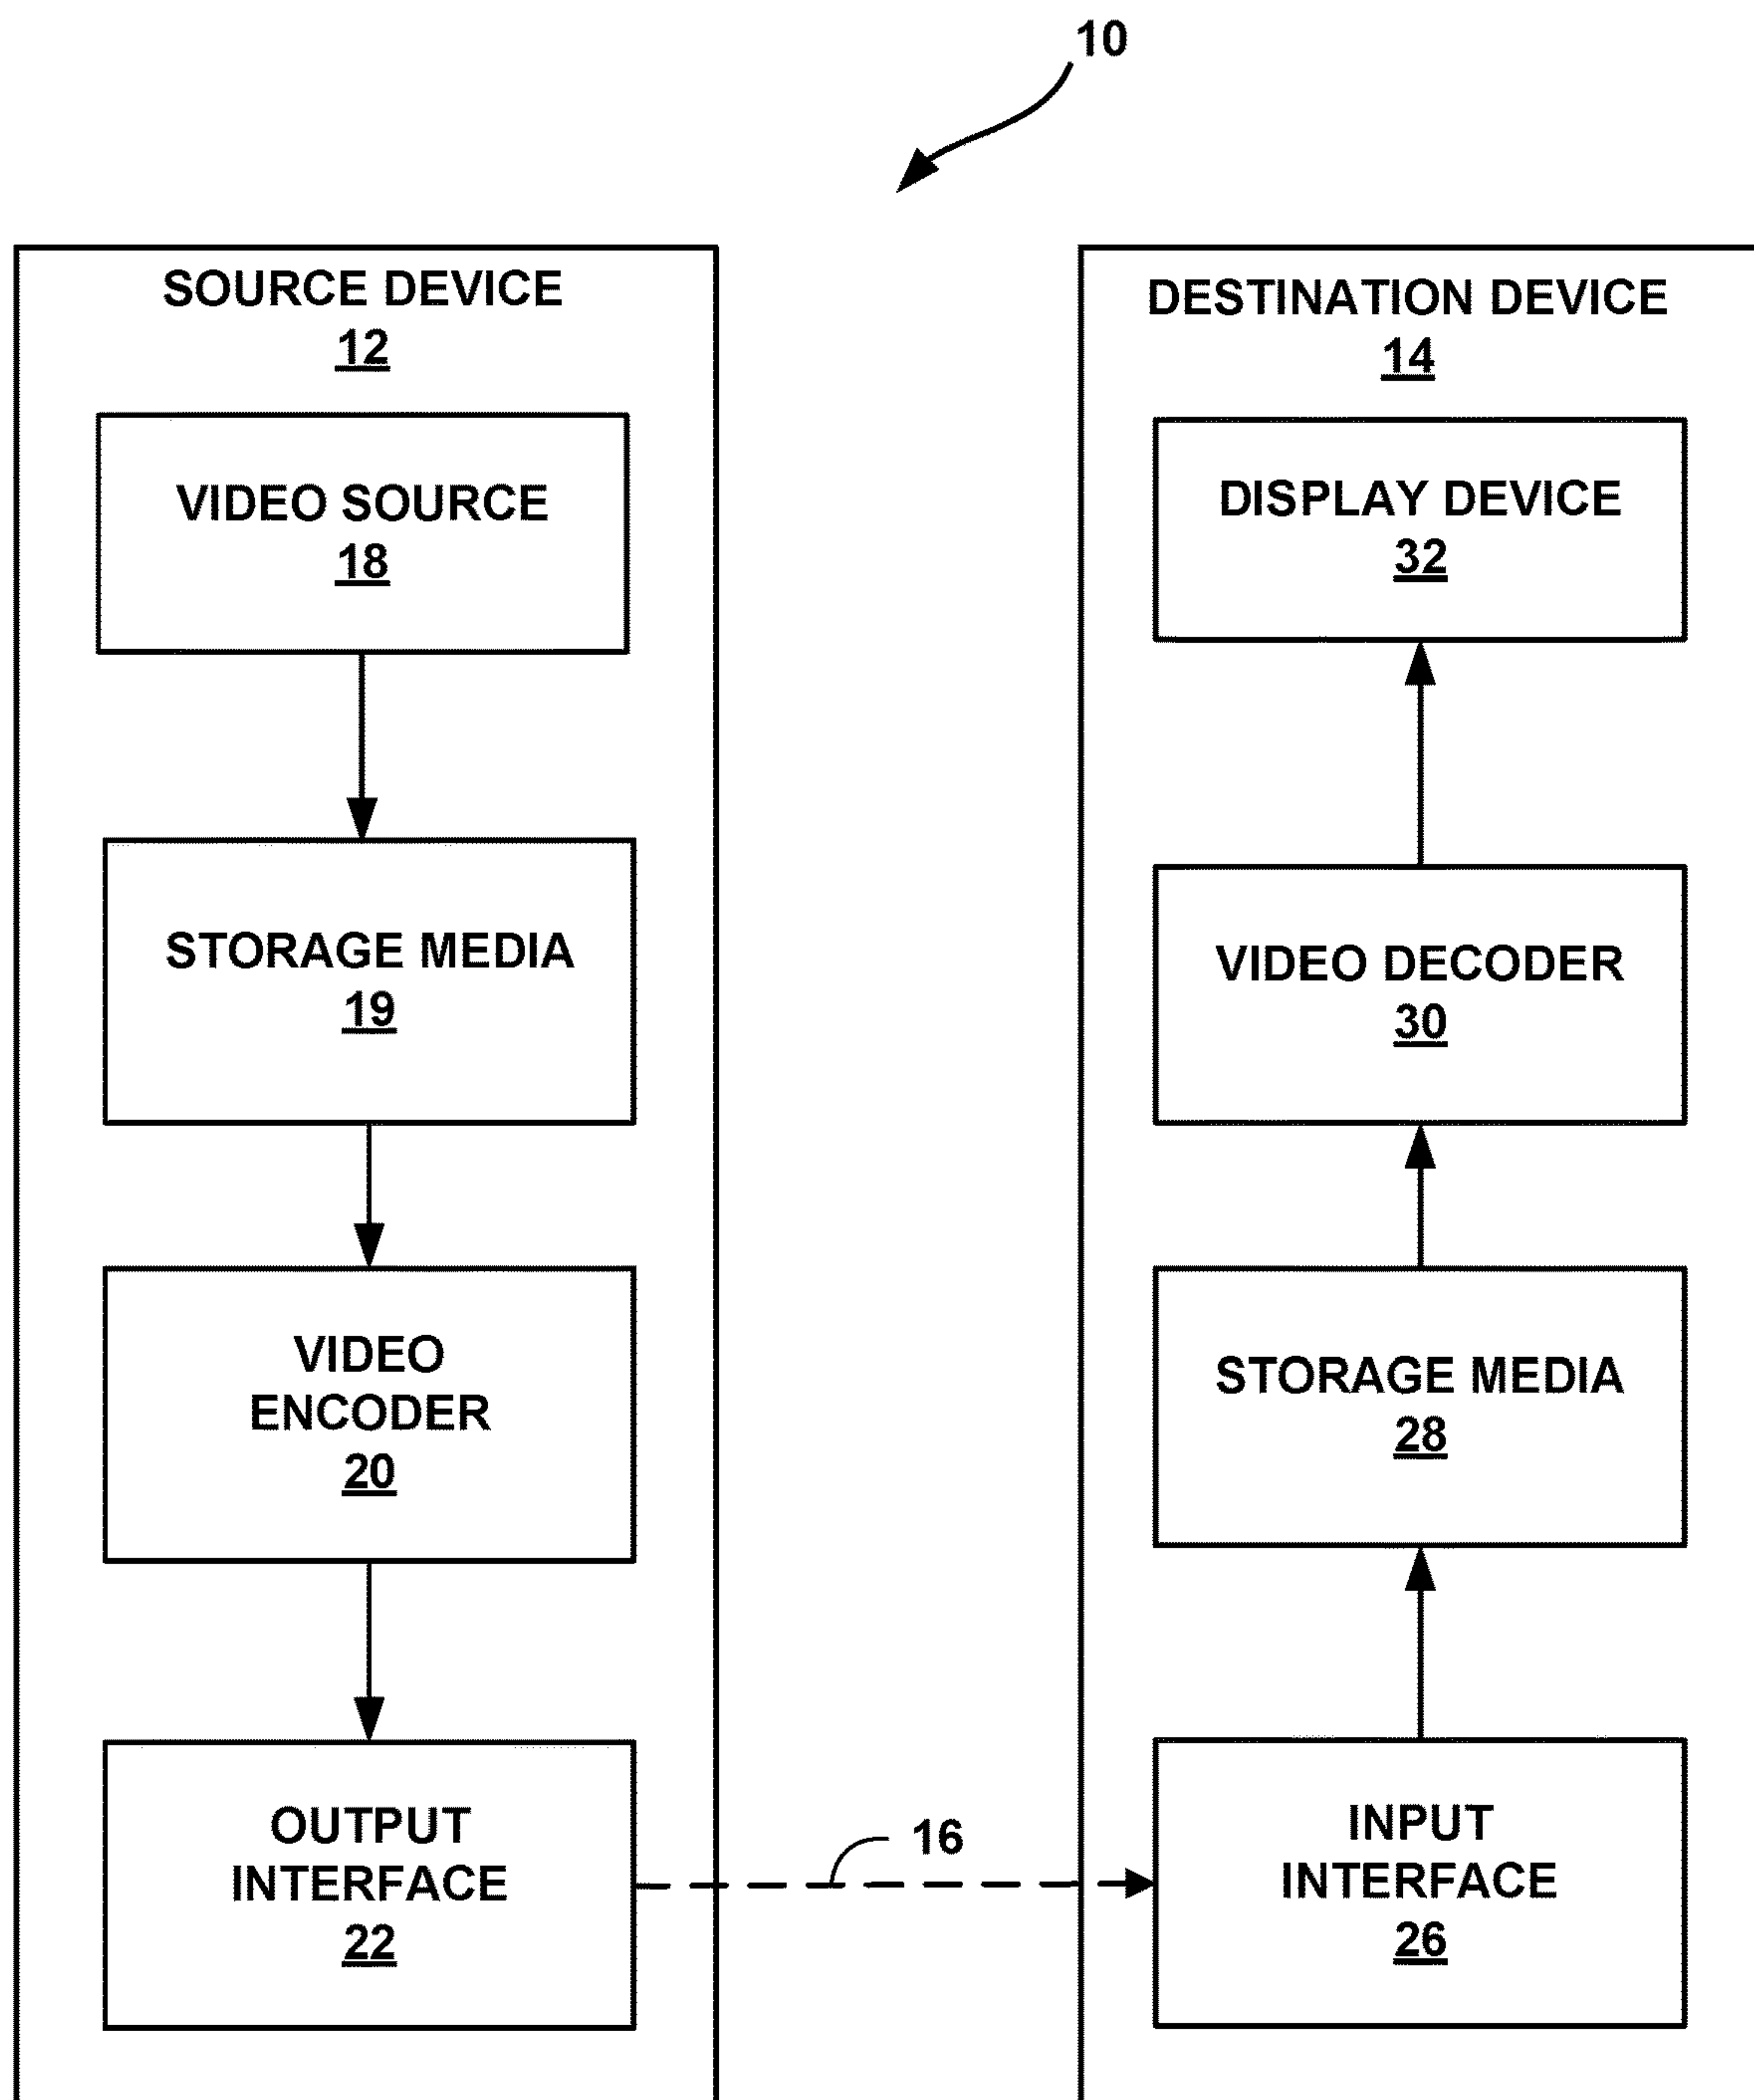 10
SOURCE DEVICE
12
VIDEO SOURCE
18
STORAGE MEDIA
19
VIDEO
ENCODER
20
OUTPUT
INTERFACE
22
16
DESTINATION DEVICE
14
DISPLAY DEVICE
32
VIDEO DECODER
30
STORAGE MEDIA
28
INPUT
INTERFACE
26